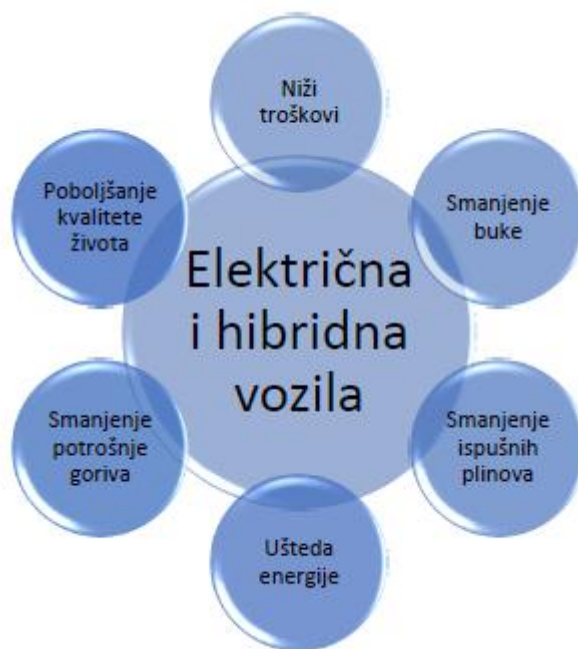 Niži
troškovi
Smanjenje
buke
Smanjenje
ispušnih
plinova
Ušteda
energije
Smanjenje
potrošnje
goriva
Poboljšanje
kvalitete
života
Električna
i hibridna
vozila